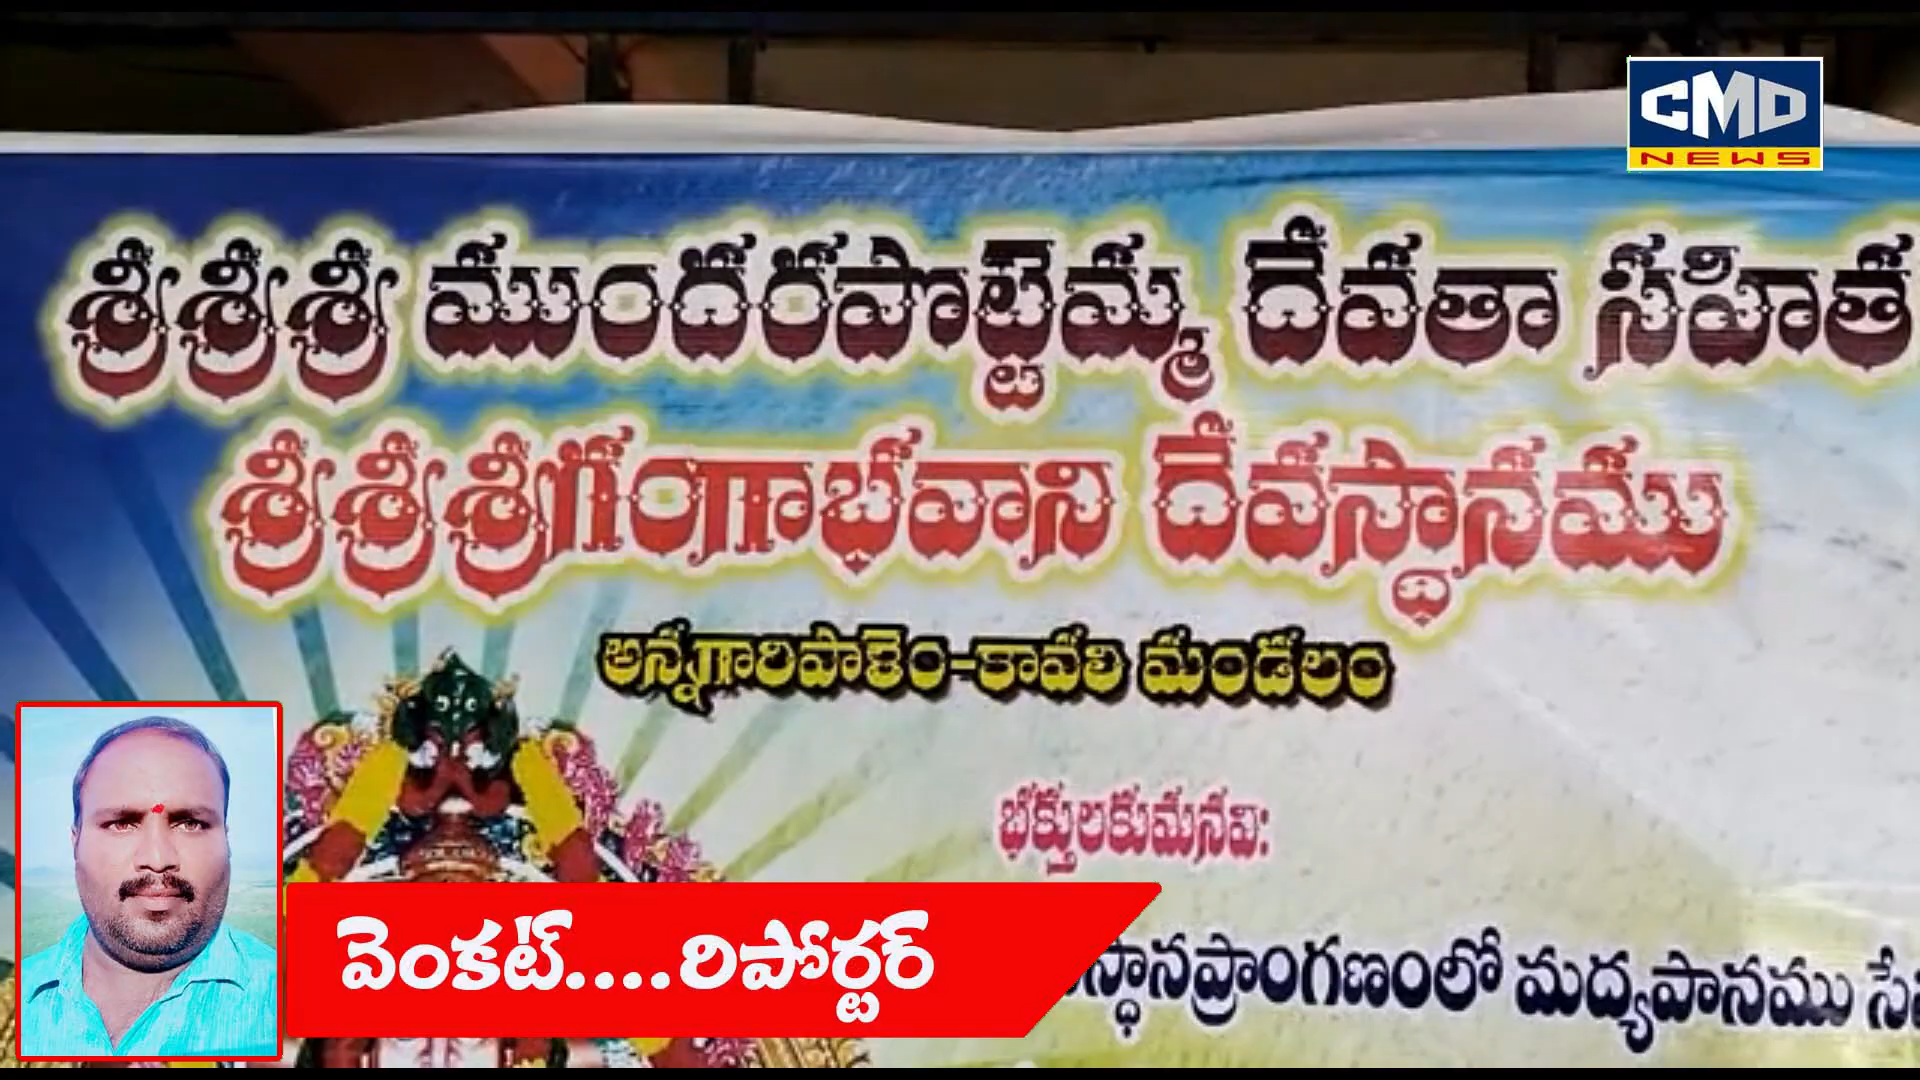 CMD
NEWS
శ్రీశ్రీశ్రీ ముందరపొట్టెమ్మ దేవతా సహిత
శ్రీశ్రీశ్రీగంగాభవాని దేవస్థానము
అన్నగారిపాళెం-కావలి మండలం
భక్తులకుమనవి:
ప్రాంగణంలో మద్యపానము
వెంకట్....రిపోర్టర్